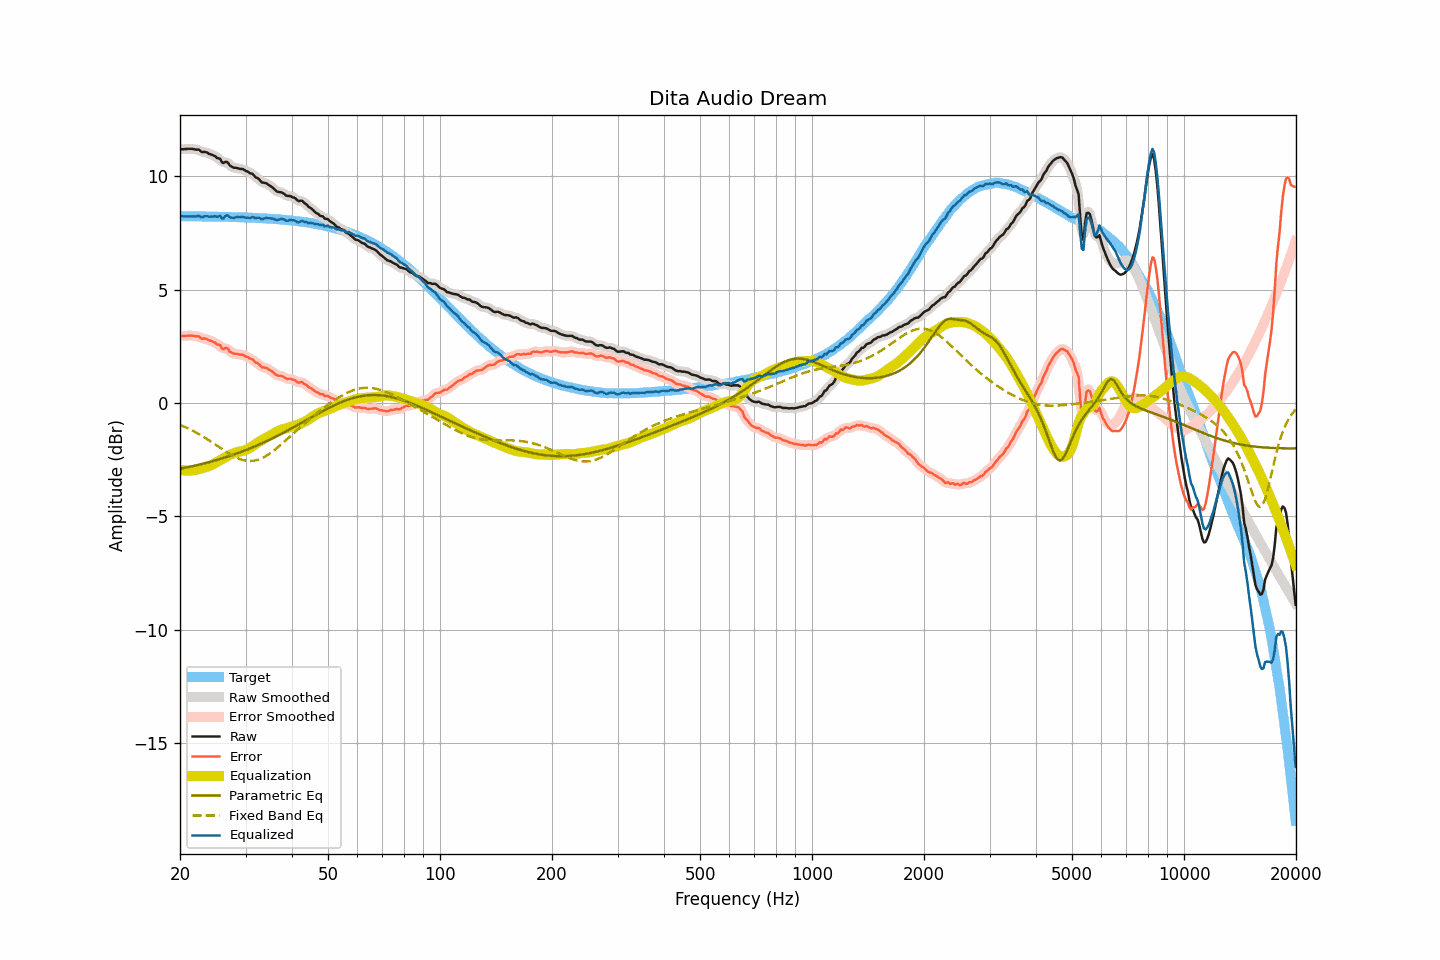 Dita Audio Dream
Amplitude (dBr)
10
5
0
−5
−10
−15
Target
Raw Smoothed
Error Smoothed
Raw
Error
Equalization
Parametric Eq
Fixed Band Eq
Equalized
20 50 100 200 500 1000 2000 5000 10000 20000
Frequency (Hz)